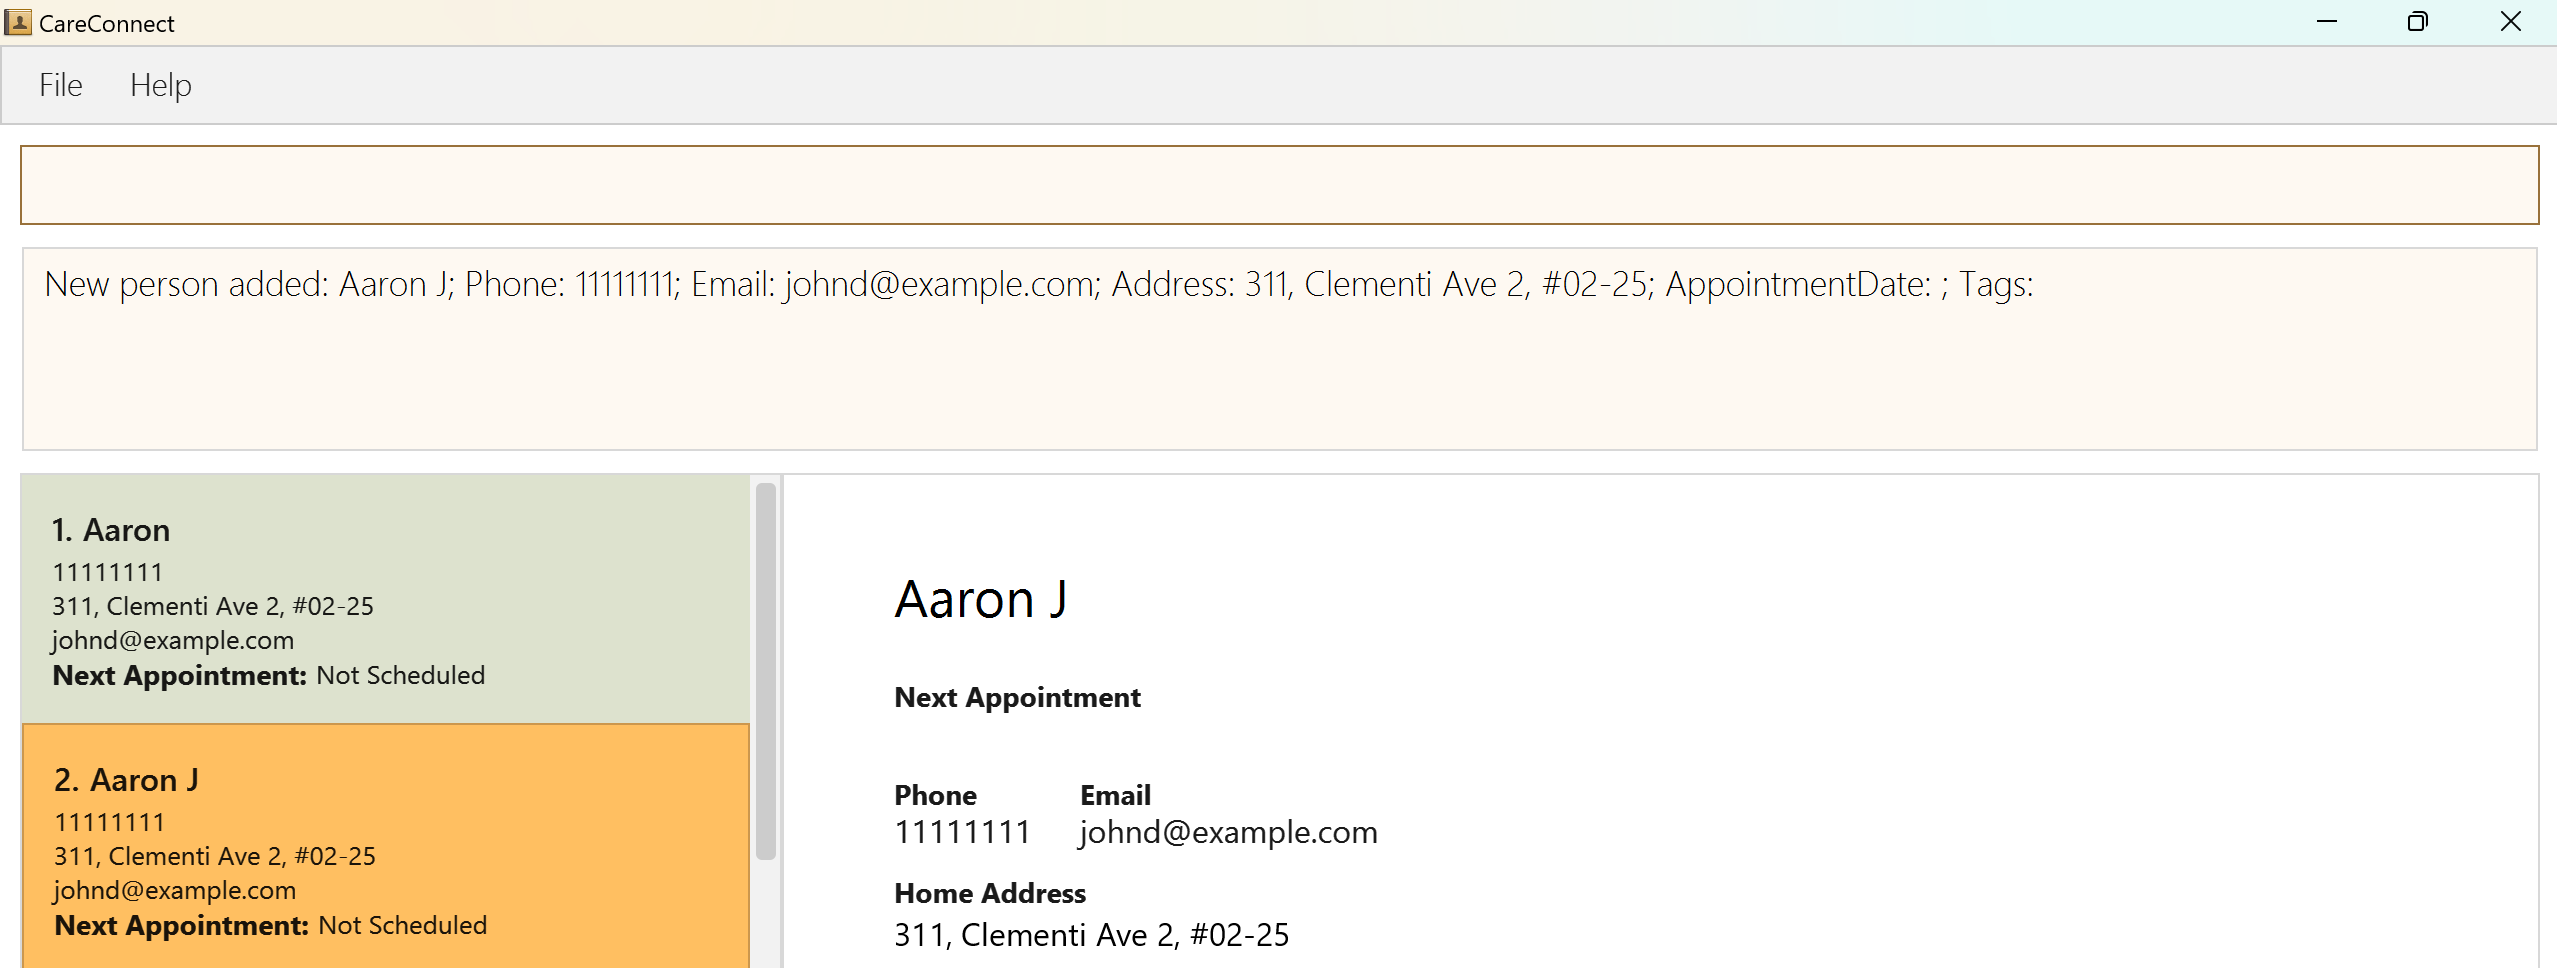 CareConnect
File Help
New person added: Aaron J; Phone: 11111111; Email: johnd@example.com; Address: 311, Clementi Ave 2, #02-25; AppointmentDate: ; Tags:
1. Aaron
11111111
311, Clementi Ave 2, #02-25
johnd@example.com
Next Appointment: Not Scheduled
2. Aaron J
11111111
311, Clementi Ave 2, #02-25
johnd@example.com
Next Appointment: Not Scheduled
Aaron J
Next Appointment
Phone Email
11111111 johnd@example.com
Home Address
311, Clementi Ave 2, #02-25